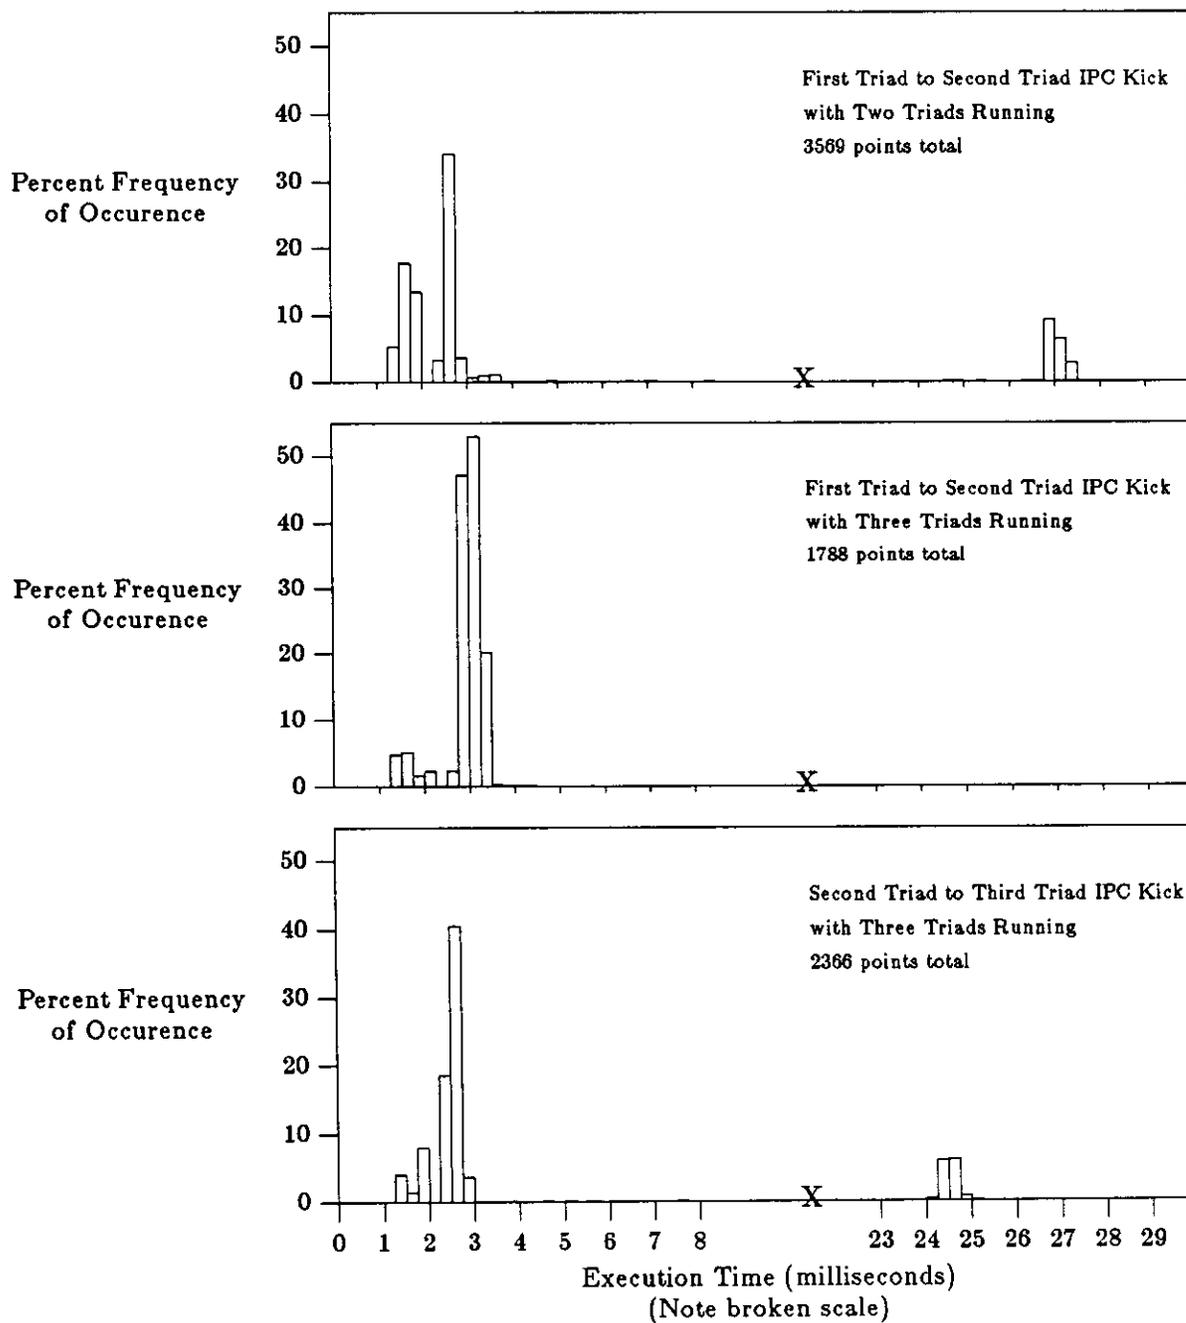 50
40
30
20
10
0
Percent Frequency
of Occurence
First Triad to Second Triad IPC Kick
with Two Triads Running
3569 points total
X
50
40
30
20
10
0
Percent Frequency
of Occurence
First Triad to Second Triad IPC Kick
with Three Triads Running
1788 points total
X
50
40
30
20
10
0
Percent Frequency
of Occurence
Second Triad to Third Triad IPC Kick
with Three Triads Running
2366 points total
X
0 1 2 3 4 5 6 7 8 23 24 25 26 27 28 29
Execution Time (milliseconds)
(Note broken scale)